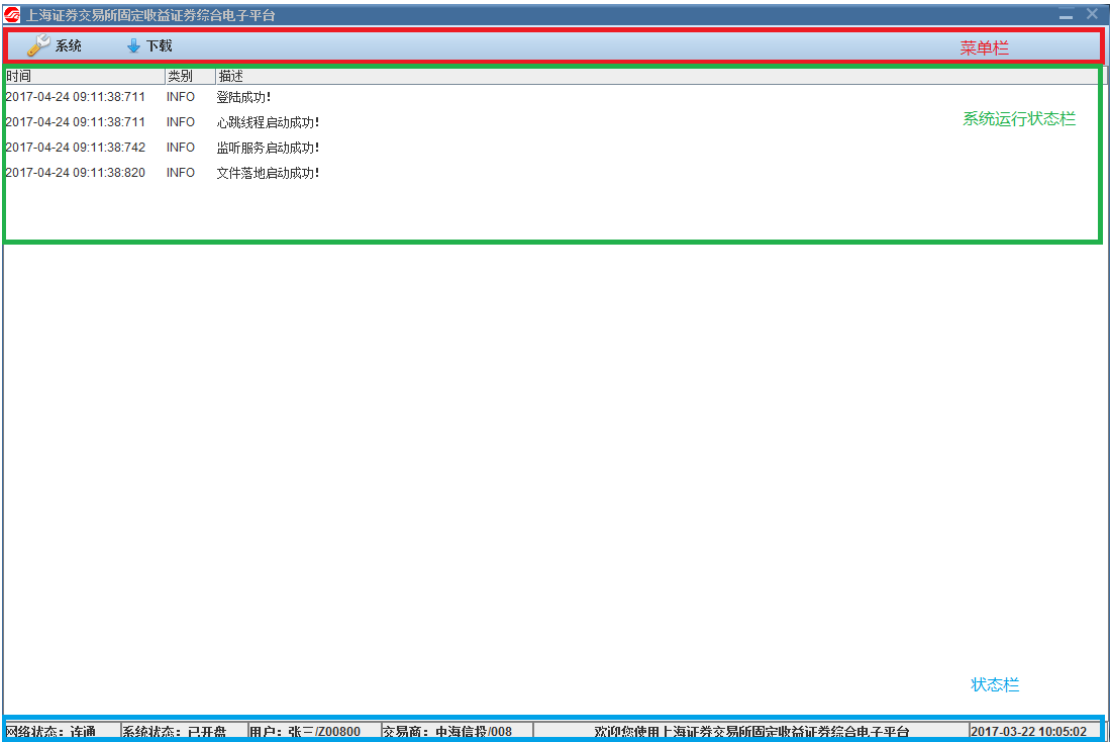 上海证券交易所固定收益证券综合电子平台
系统 下载 菜单栏
时间 类别 描述
2017-04-24 09:11:38:711 INFO 登陆成功!
2017-04-24 09:11:38:711 INFO 心跳线程启动成功!
系统运行状态栏
2017-04-24 09:11:38:742 INFO 监听服务启动成功!
2017-04-24 09:11:38:820 INFO 文件落地启动成功!
状态栏
网络状态：连通 系统状态：已开盘 用户：张三/Z00800 交易商：中海信投/008 欢迎您使用上海证券交易所固定收益证券综合电子平台 2017-03-22 10:05:02